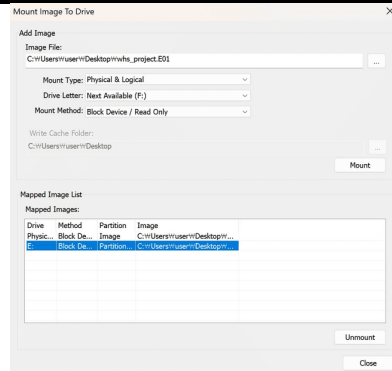 Mount Image To Drive
Add Image
Image File:
C:₩Users₩user₩Desktop₩whs_project.E01
...
Mount Type: Physical & Logical
Drive Letter: Next Available (F:)
Mount Method: Block Device / Read Only
Write Cache Folder:
C:₩Users₩user₩Desktop
...
Mount
Mapped Image List
Mapped Images:
Drive Method Partition Image
Physic... Block De... Image C:₩Users₩user₩Desktop₩...
E: Block De... Partition... C:₩Users₩user₩Desktop₩...
Unmount
Close